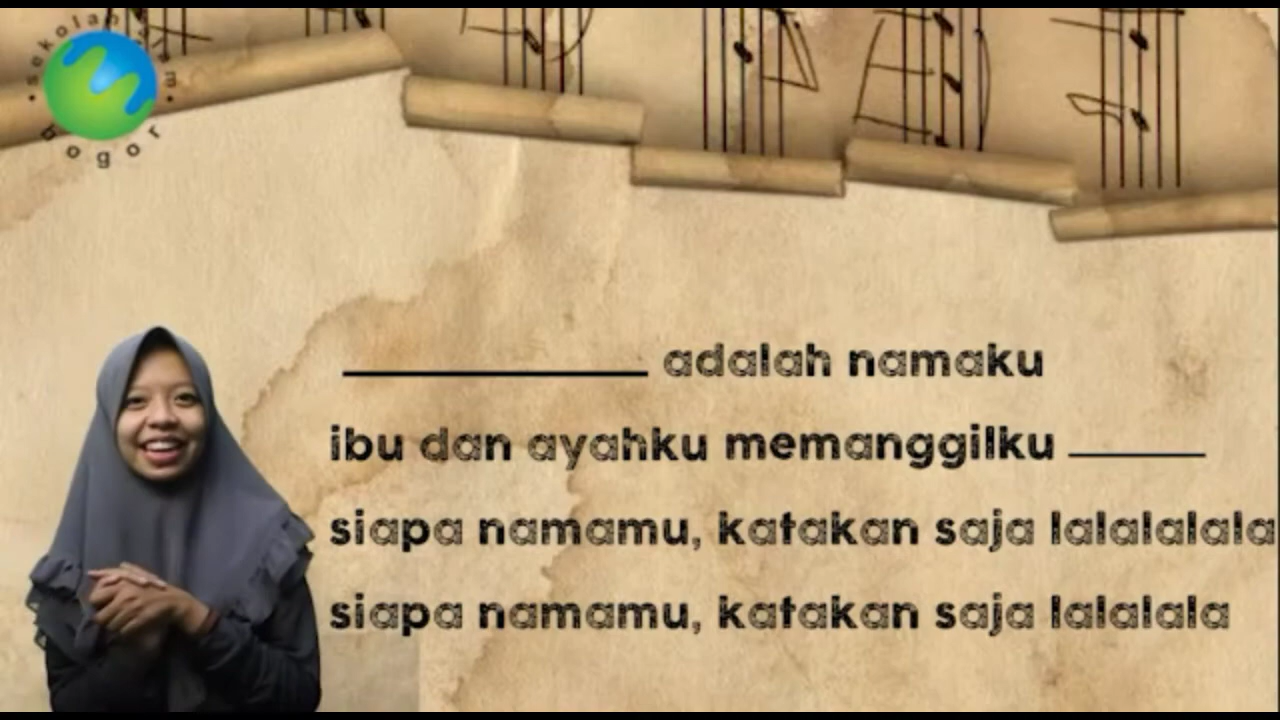 sekolah alam
bogor
____________ adalah namaku
ibu dan ayahku memanggilku ______
siapa namamu, katakan saja lalalalala
siapa namamu, katakan saja lalalala